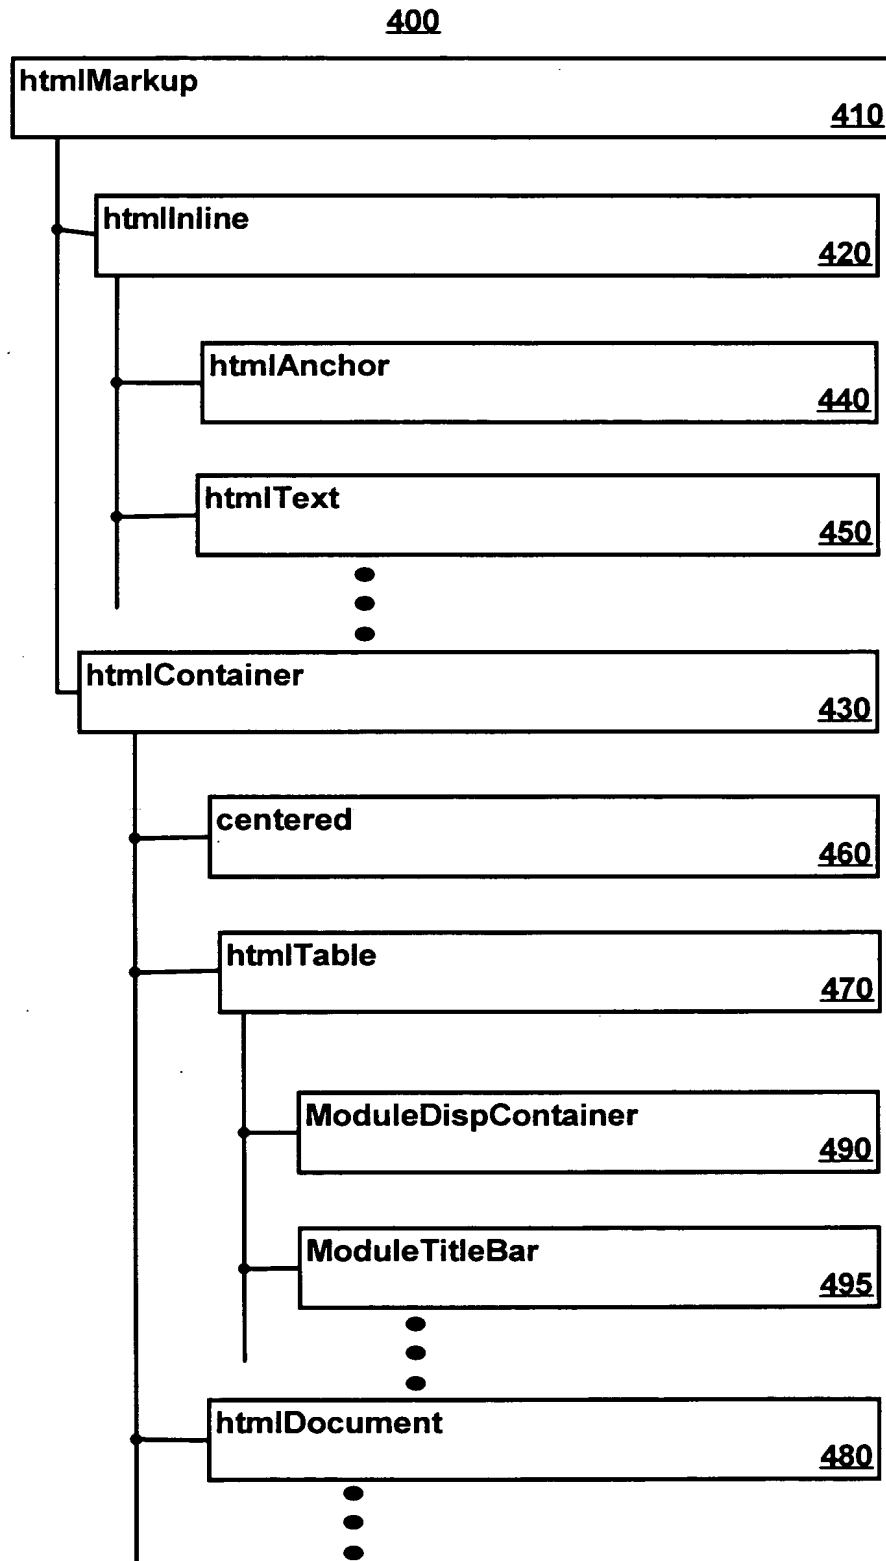 400
htmlMarkup
410
htmlInline
420
htmlAnchor
440
htmlText
450
htmlContainer
430
centered
460
htmlTable
470
ModuleDispContainer
490
ModuleTitleBar
495
htmlDocument
480